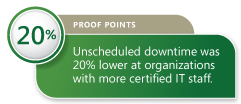 20%
PROOF POINTS
Unscheduled downtime was
20% lower at organizations
with more certified IT staff.